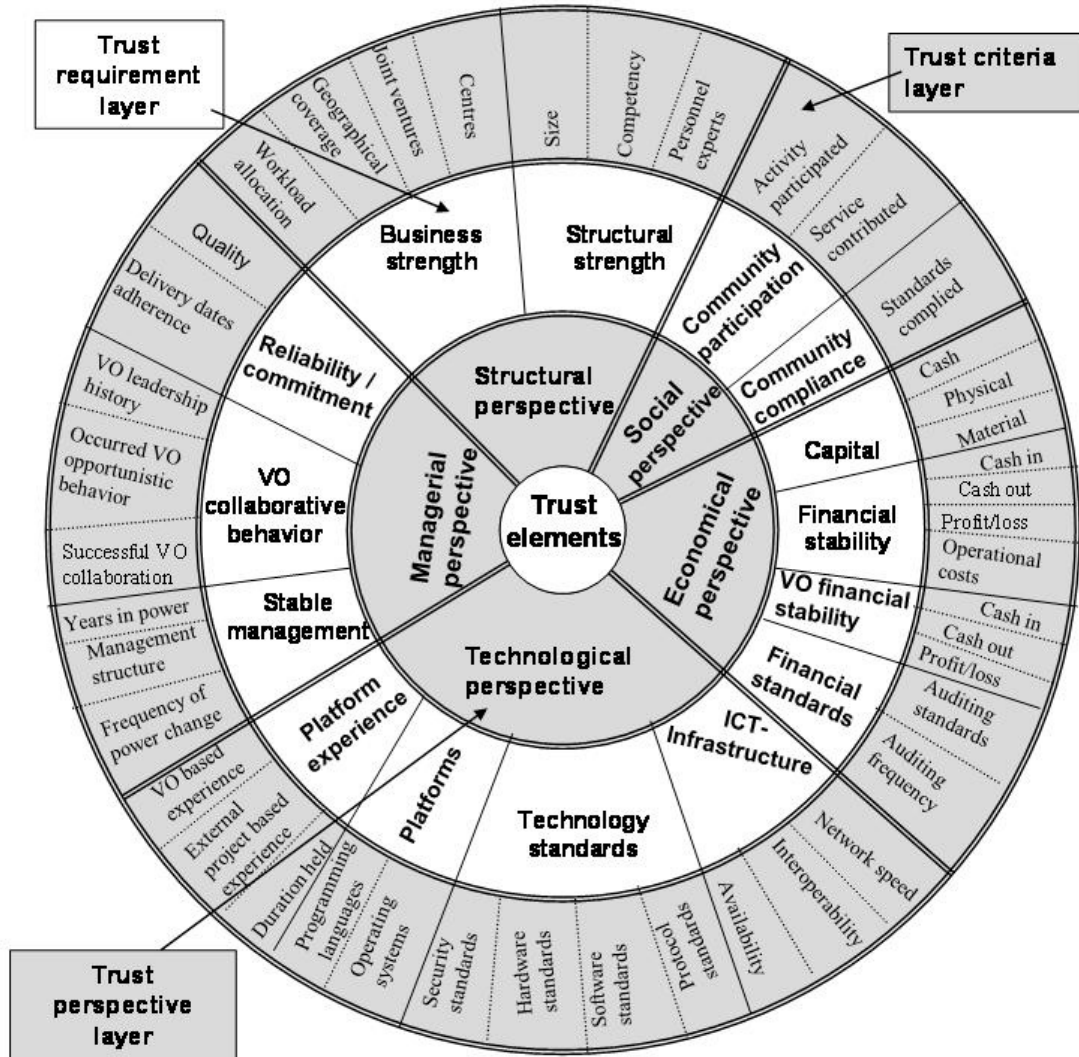 Trust
requirement
layer
Trust criteria
layer
Trust
perspective
layer
Trust
elements
Structural
perspective
Social
perspective
Economical
perspective
Technological
perspective
Managerial
perspective
Business
strength
Structural
strength
Community
participation
Community
compliance
Capital
Financial
stability
VO financial
stability
Financial
standards
ICT-
Infrastructure
Technology
standards
Platforms
Platform
experience
Stable
management
VO
collaborative
behavior
Reliability /
commitment
Workload
allocation
Geographical
coverage
Joint ventures
Centres
Size
Competency
Personnel
experts
Activity
participated
Service
contributed
Standards
complied
Cash
Physical
Material
Cash in
Cash out
Profit/loss
Operational
costs
Cash in
Cash out
Profit/loss
Auditing
standards
Auditing
frequency
Network speed
Interoperability
Availability
Protocol
standards
Software
standards
Hardware
standards
Security
standards
Operating
systems
Programming
languages
Duration held
External
project based
experience
VO based
experience
Frequency of
power change
Management
structure
Years in power
Successful VO
collaboration
Occurred VO
opportunistic
behavior
VO leadership
history
Delivery dates
adherence
Quality